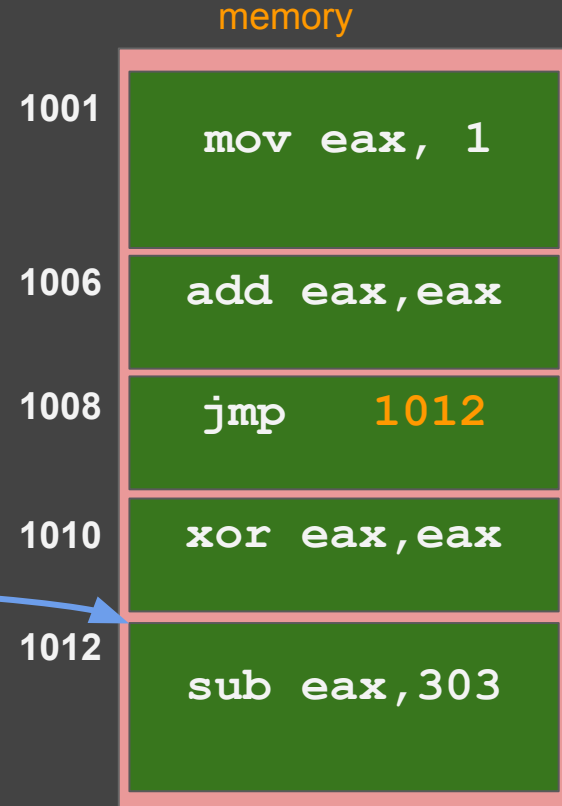 memory
1001
mov eax, 1
1006
add eax,eax
1008
jmp 1012
1010
xor eax,eax
1012
sub eax,303